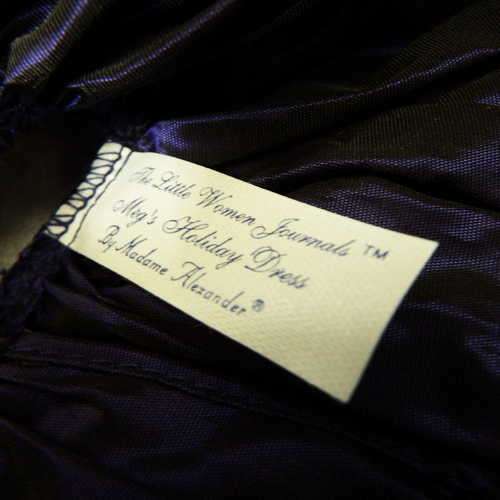 The Little Women Journals™
Meg's Holiday Dress
By Madame Alexander®